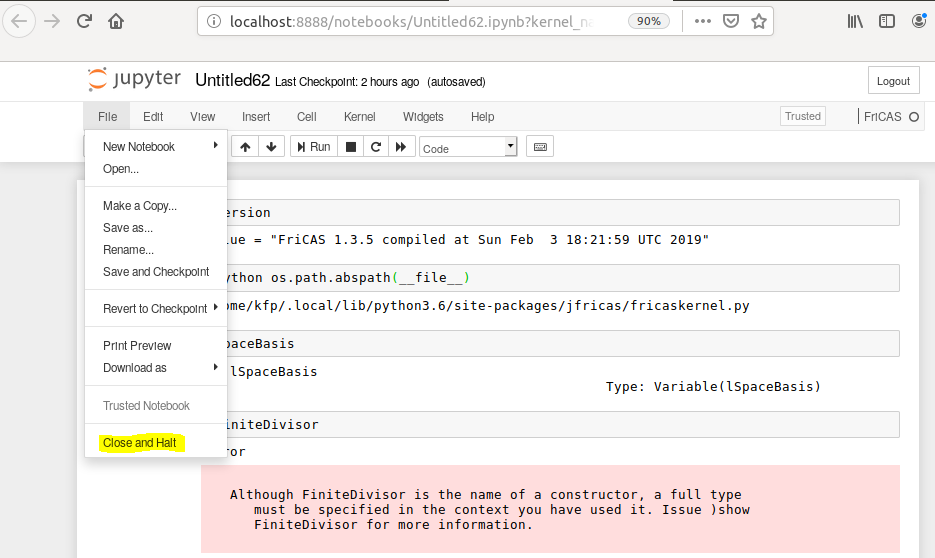 localhost:8888/notebooks/Untitled62.ipynb?kernel_na
90%
jupyter Untitled62 Last Checkpoint: 2 hours ago (autosaved)
Logout
File Edit View Insert Cell Kernel Widgets Help
Trusted
FriCAS
New Notebook
Open...
Make a Copy...
Save as...
Rename...
Save and Checkpoint
Revert to Checkpoint
Print Preview
Download as
Trusted Notebook
Close and Halt
Run
Code
ersion
lue = "FriCAS 1.3.5 compiled at Sun Feb 3 18:21:59 UTC 2019"
ython os.path.abspath(__file__)
ome/kfp/.local/lib/python3.6/site-packages/jfricas/fricaskernel.py
paceBasis
lSpaceBasis
Type: Variable(lSpaceBasis)
initeDivisor
ror
Although FiniteDivisor is the name of a constructor, a full type
must be specified in the context you have used it. Issue )show
FiniteDivisor for more information.